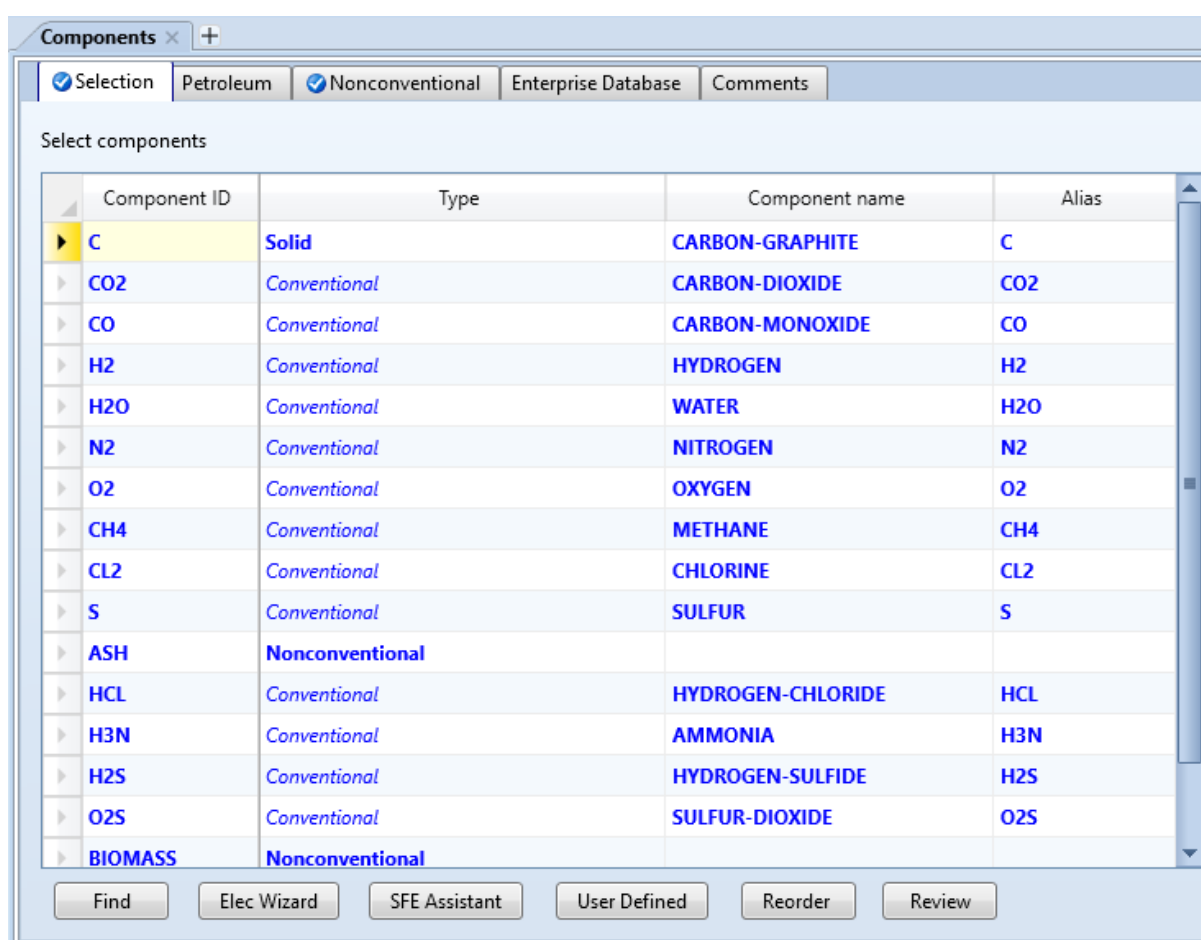 Components × +
Selection Petroleum Nonconventional Enterprise Database Comments
Select components
Component ID Type Component name Alias
C Solid CARBON-GRAPHITE C
CO2 Conventional CARBON-DIOXIDE CO2
CO Conventional CARBON-MONOXIDE CO
H2 Conventional HYDROGEN H2
H2O Conventional WATER H2O
N2 Conventional NITROGEN N2
O2 Conventional OXYGEN O2
CH4 Conventional METHANE CH4
CL2 Conventional CHLORINE CL2
S Conventional SULFUR S
ASH Nonconventional
HCL Conventional HYDROGEN-CHLORIDE HCL
H3N Conventional AMMONIA H3N
H2S Conventional HYDROGEN-SULFIDE H2S
O2S Conventional SULFUR-DIOXIDE O2S
BIOMASS Nonconventional
Find Elec Wizard SFE Assistant User Defined Reorder Review